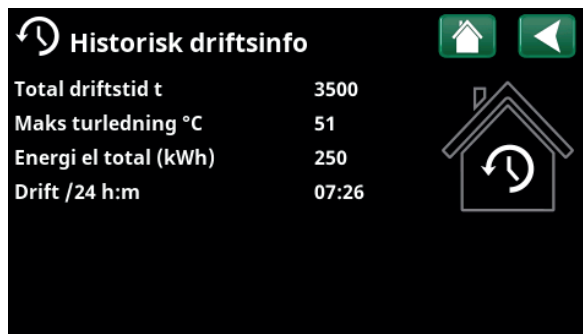 Historisk driftsinfo
Total driftstid t 3500
Maks turledning °C 51
Energi el total (kWh) 250
Drift /24 h:m 07:26